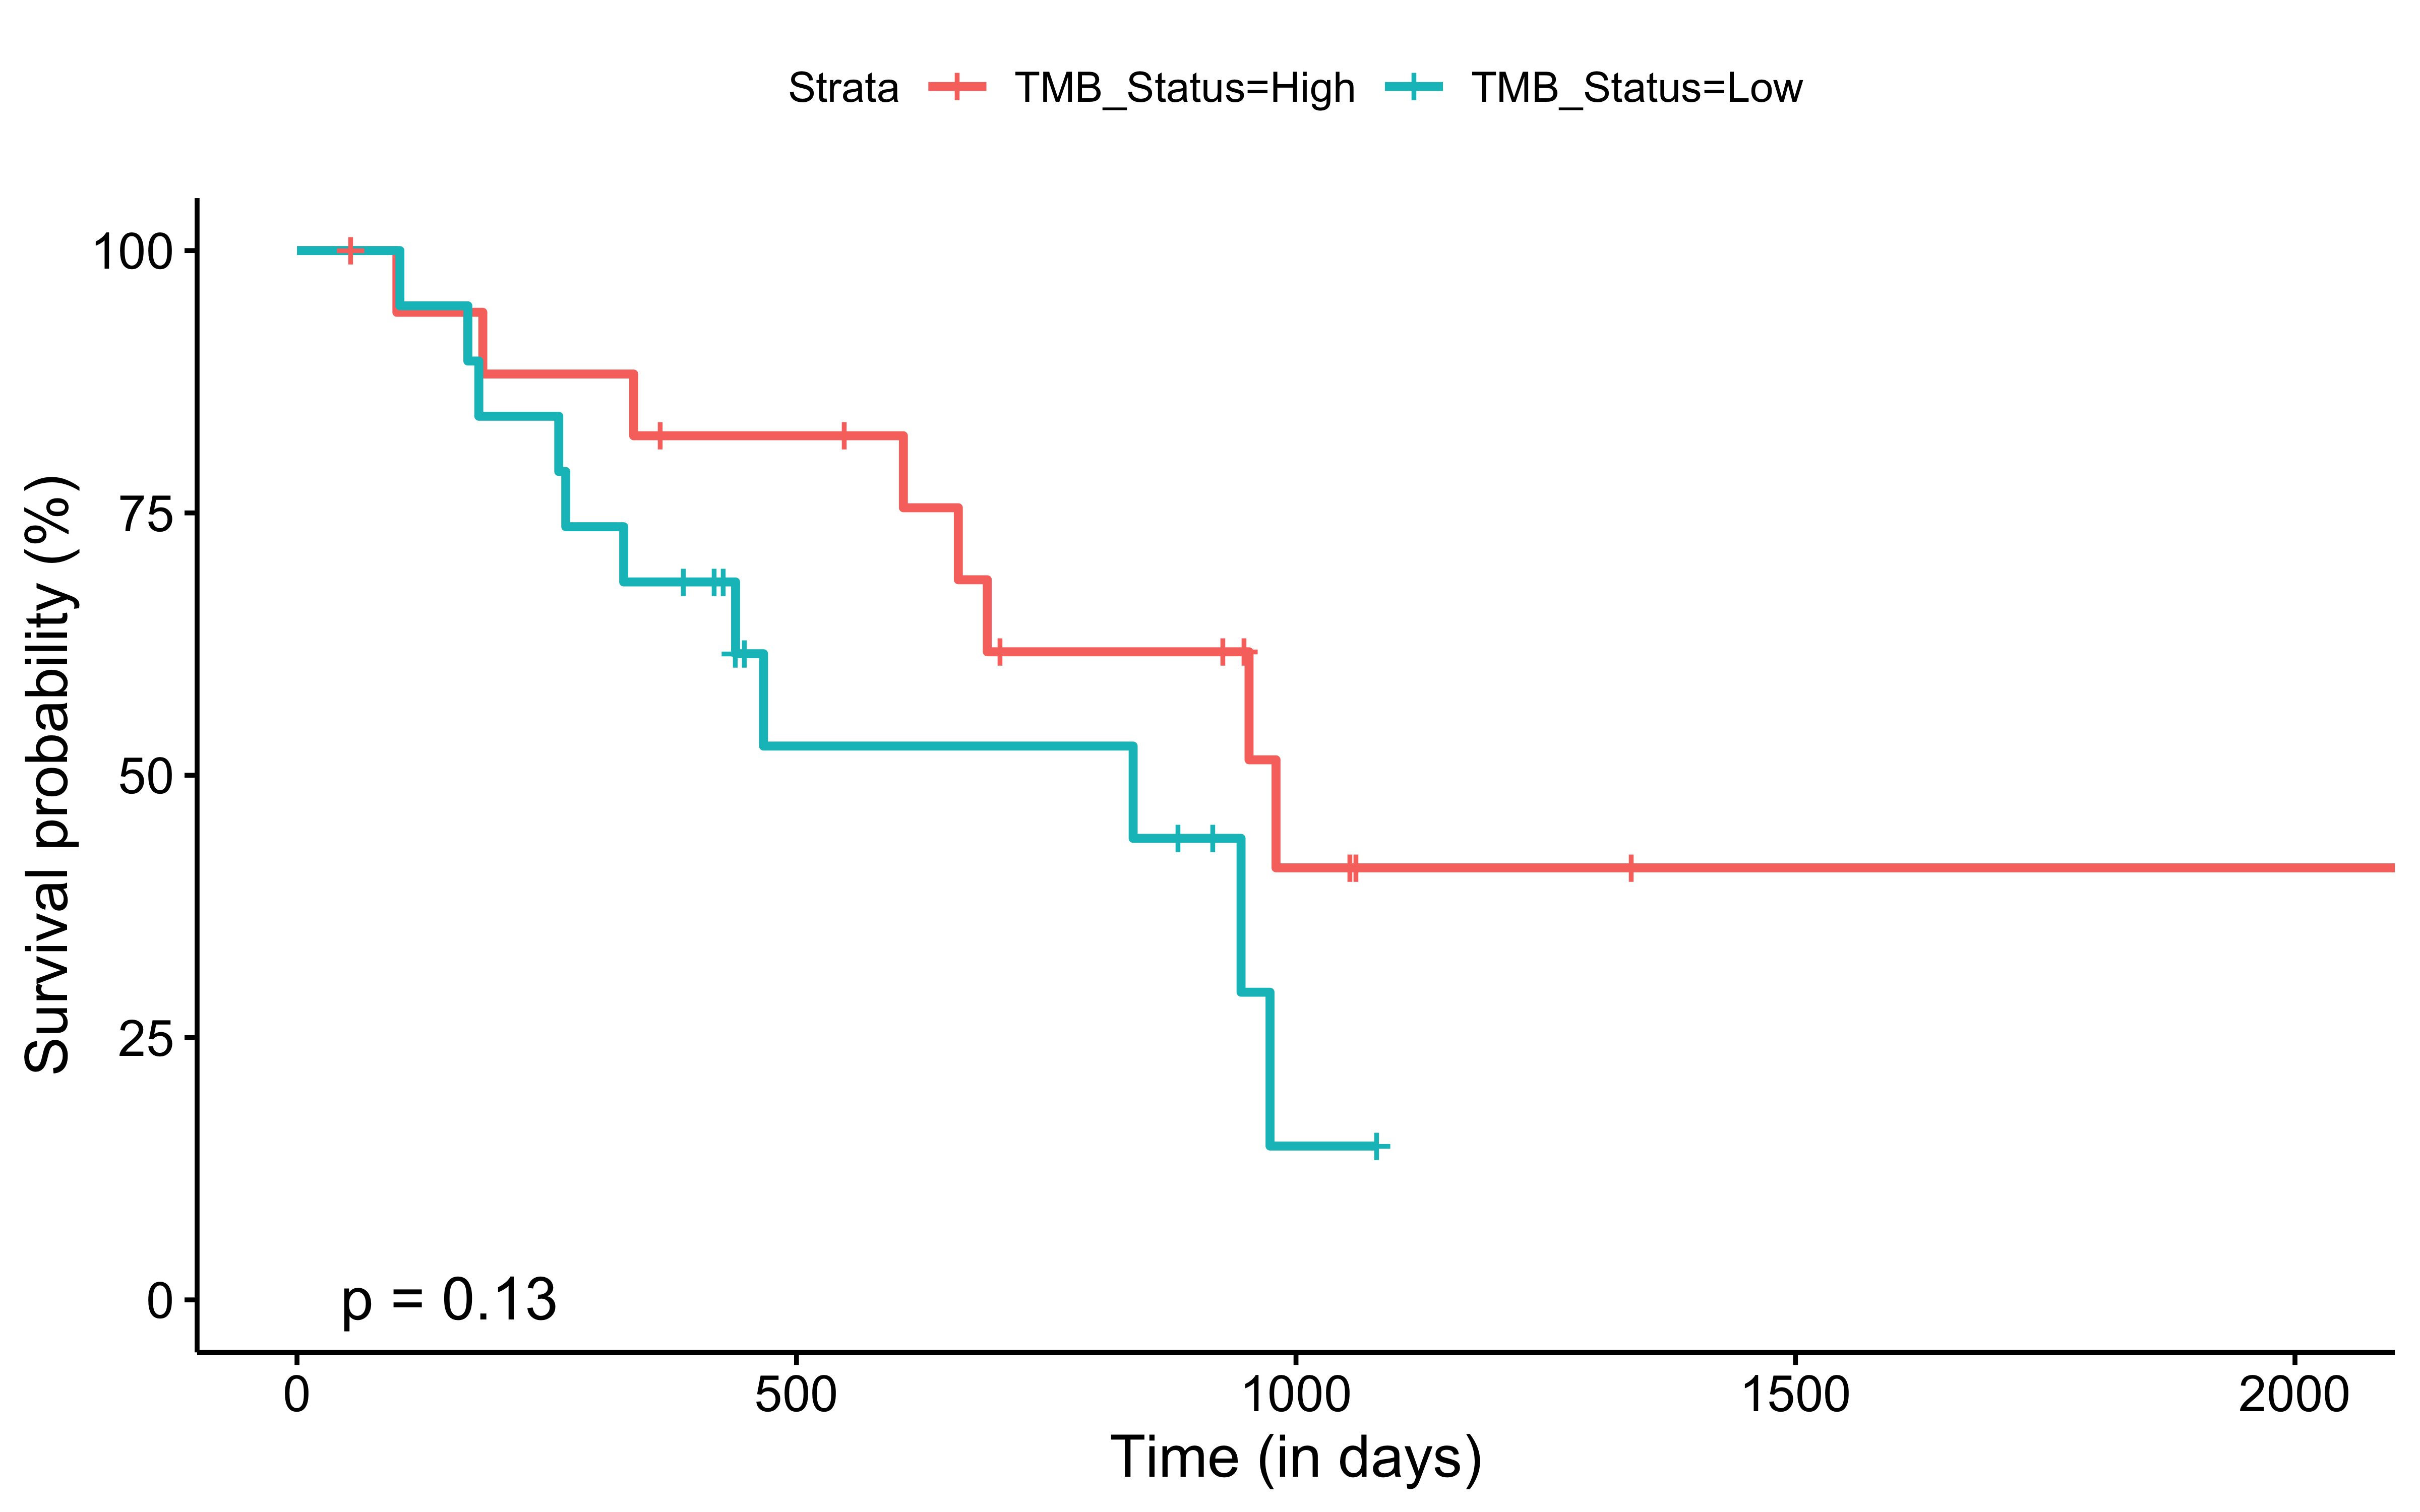 Strata TMB_Status=High TMB_Status=Low
Survival probability (%)
100
75
50
25
0
p = 0.13
0 500 1000 1500 2000
Time (in days)